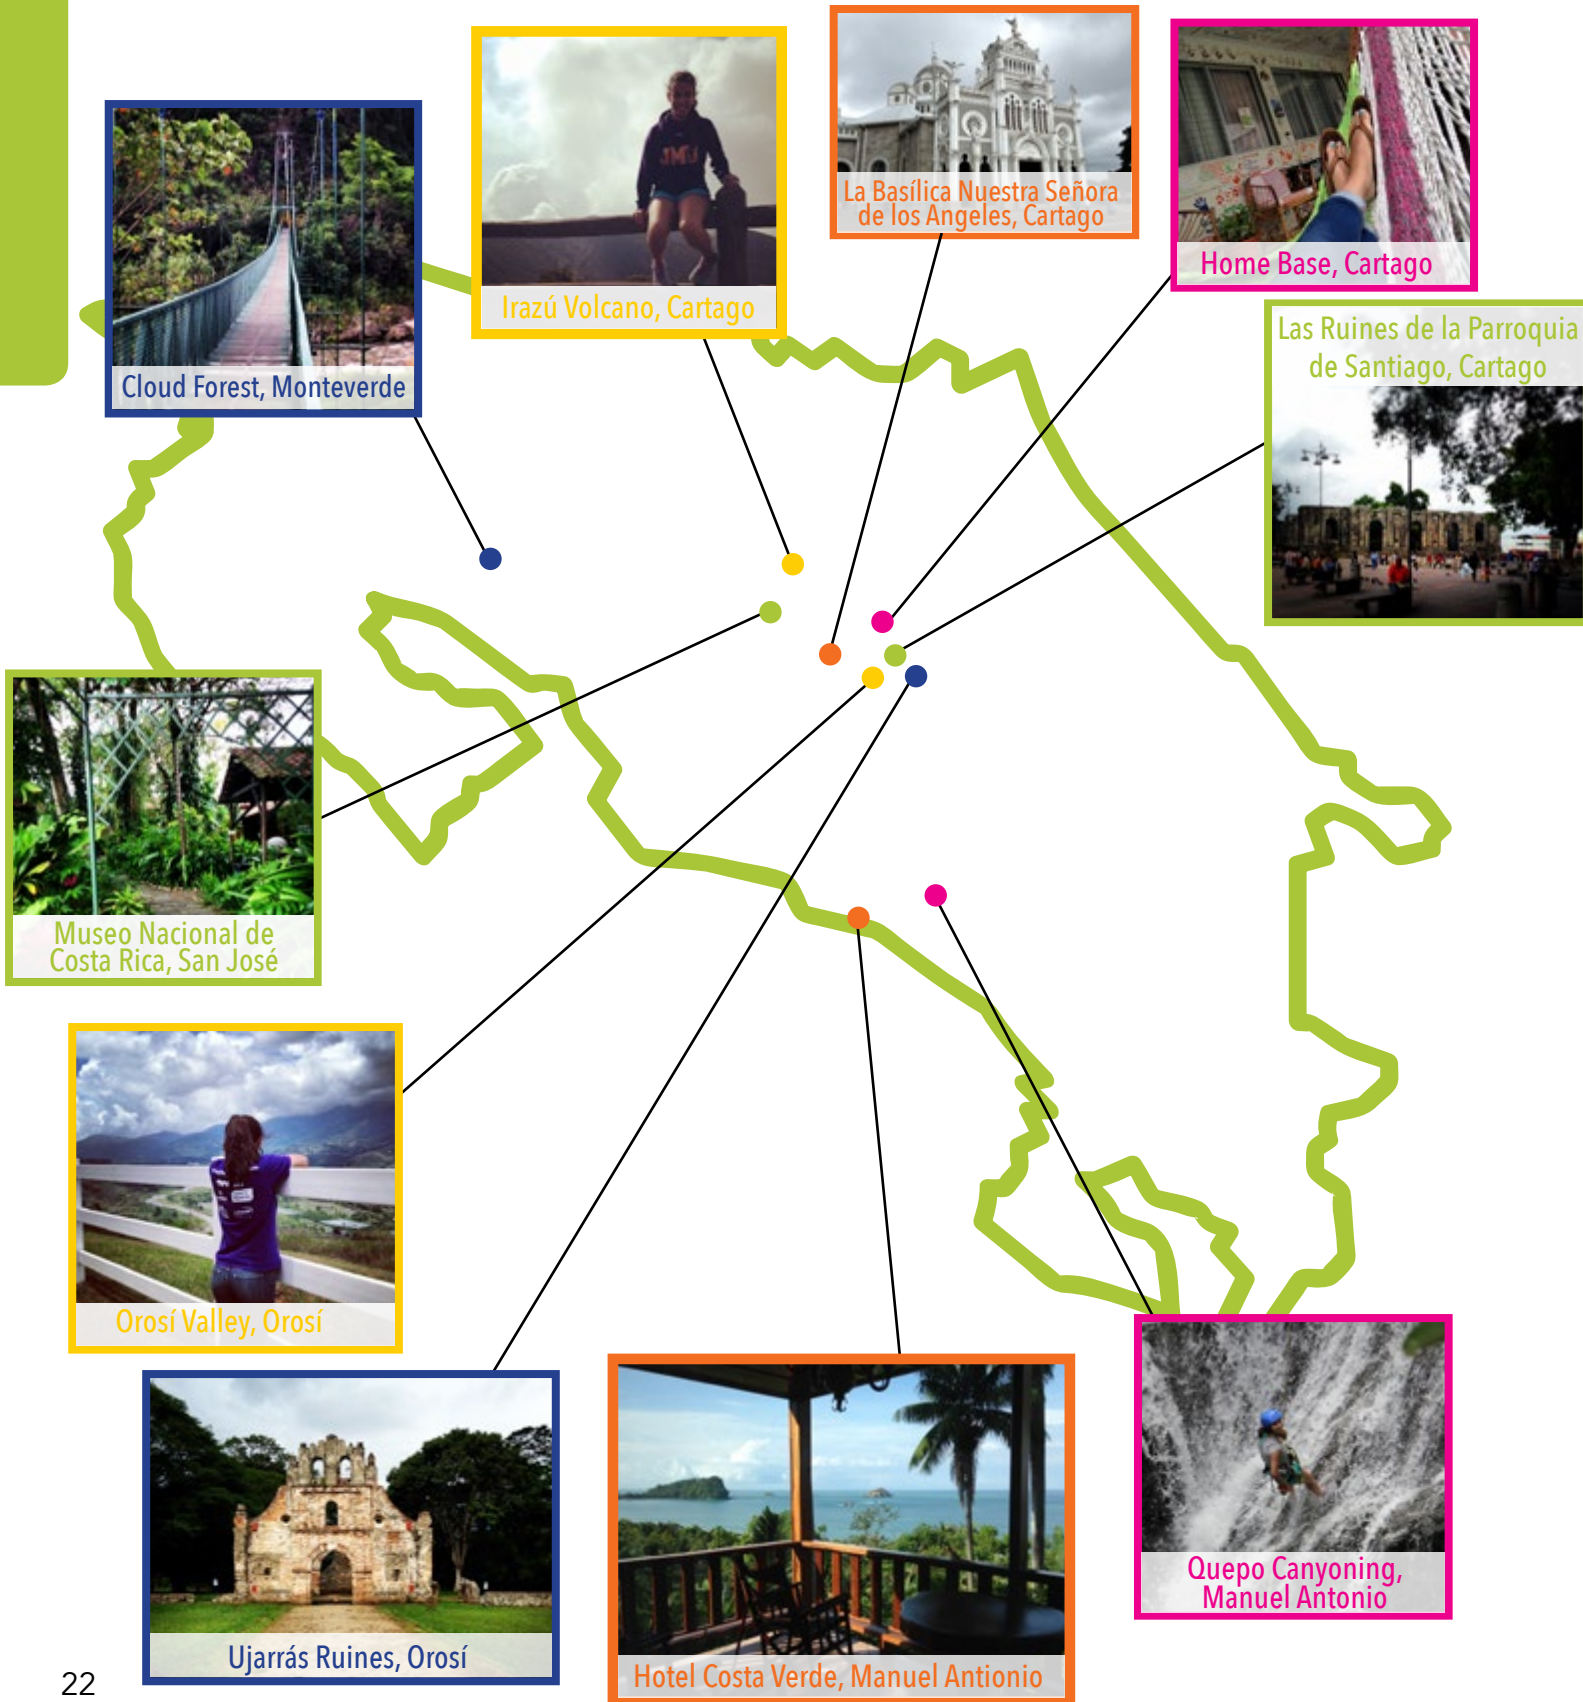 JMU
La Basílica Nuestra Señora
de los Angeles, Cartago
Home Base, Cartago
Irazú Volcano, Cartago
Las Ruines de la Parroquia
de Santiago, Cartago
Cloud Forest, Monteverde
Museo Nacional de
Costa Rica, San José
Orosí Valley, Orosí
Quepo Canyoning,
Manuel Antonio
Ujarrás Ruines, Orosí
Hotel Costa Verde, Manuel Antionio
22